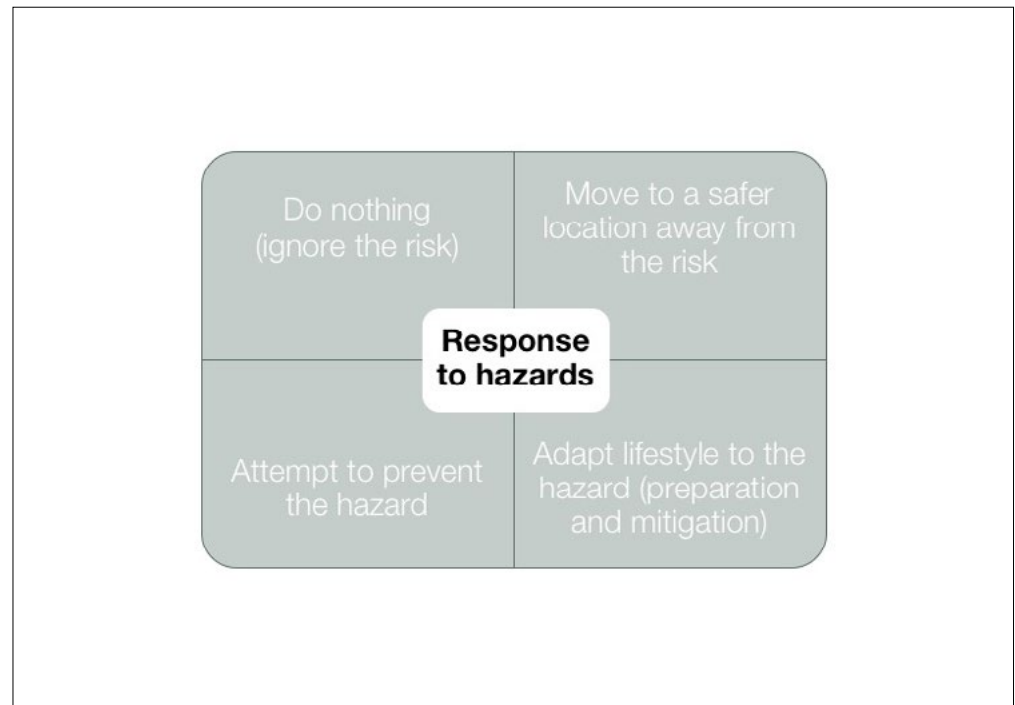 Do nothing
(ignore the risk)
Move to a safer
location away from
the risk
Response
to hazards
Attempt to prevent
the hazard
Adapt lifestyle to the
hazard (preparation
and mitigation)